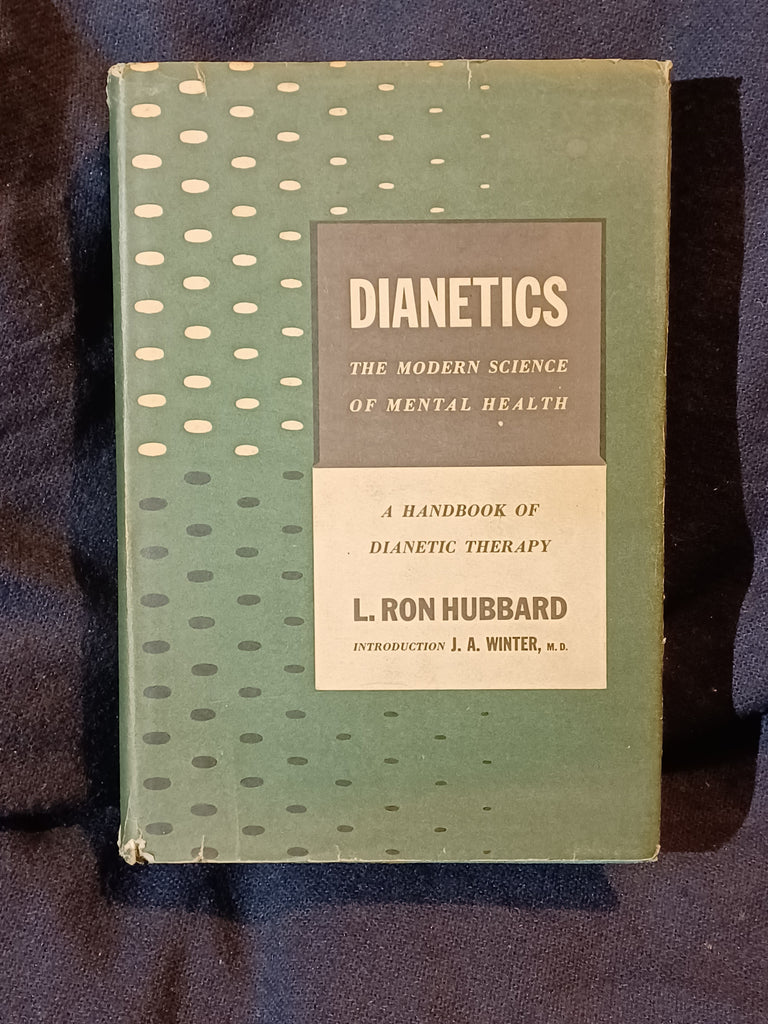 DIANETICS
THE MODERN SCIENCE
OF MENTAL HEALTH
A HANDBOOK OF
DIANETIC THERAPY
L. RON HUBBARD
INTRODUCTION J. A. WINTER, M. D.